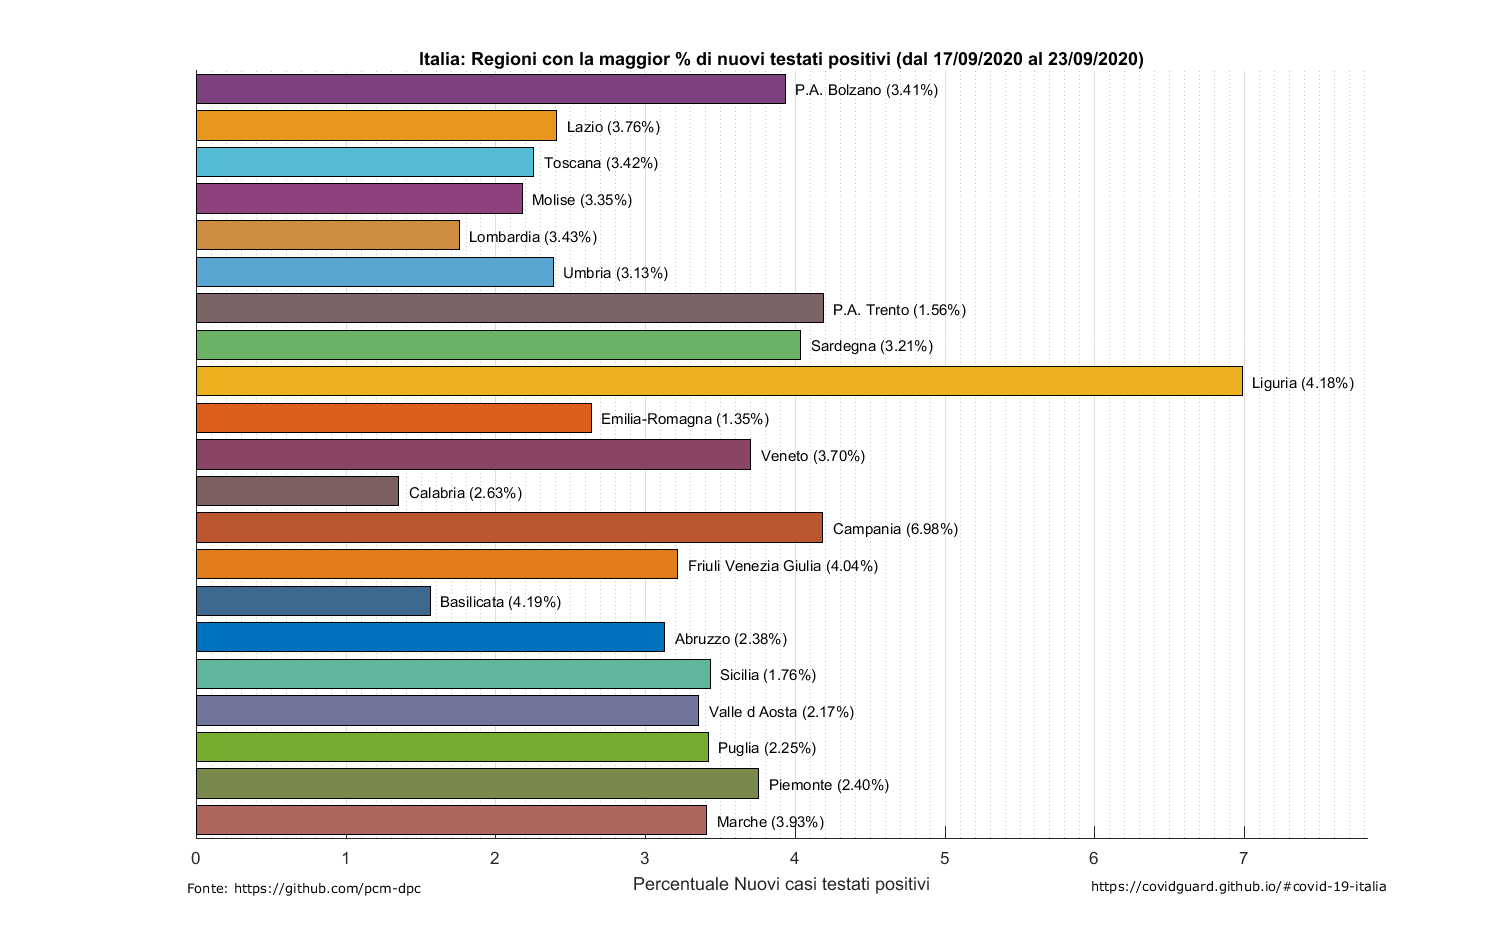 Italia: Regioni con la maggior % di nuovi testati positivi (dal 17/09/2020 al 23/09/2020)
P.A. Bolzano (3.41%)
Lazio (3.76%)
Toscana (3.42%)
Molise (3.35%)
Lombardia (3.43%)
Umbria (3.13%)
P.A. Trento (1.56%)
Sardegna (3.21%)
Liguria (4.18%)
Emilia-Romagna (1.35%)
Veneto (3.70%)
Calabria (2.63%)
Campania (6.98%)
Friuli Venezia Giulia (4.04%)
Basilicata (4.19%)
Abruzzo (2.38%)
Sicilia (1.76%)
Valle d Aosta (2.17%)
Puglia (2.25%)
Piemonte (2.40%)
Marche (3.93%)
0 1 2 3 4 5 6 7
Percentuale Nuovi casi testati positivi
Fonte: https://github.com/pcm-dpc
https://covidguard.github.io/#covid-19-italia